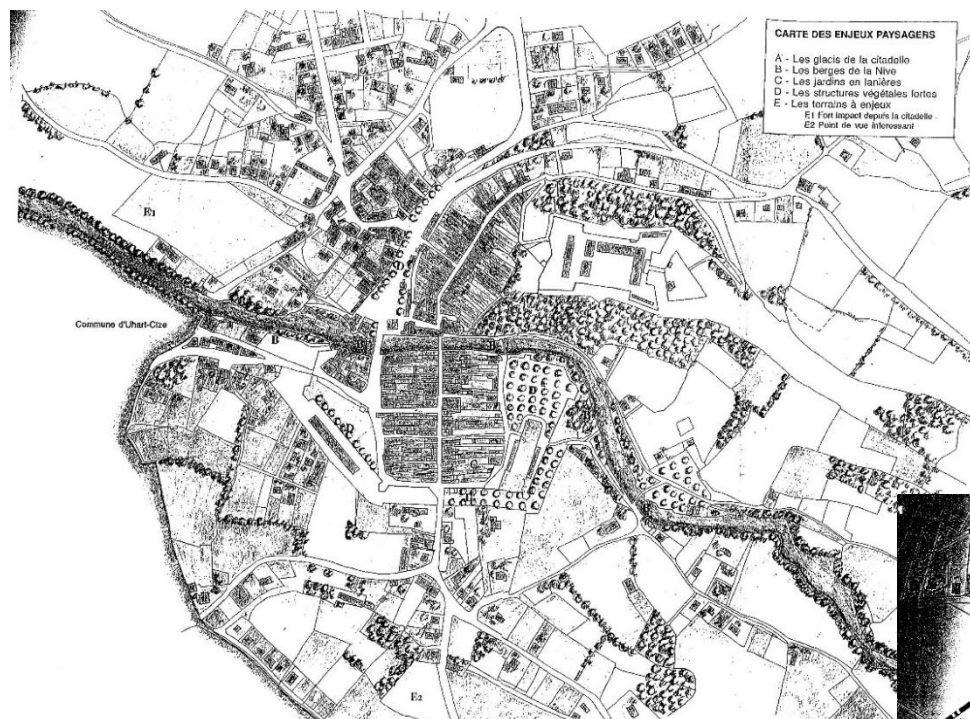 CARTE DES ENJEUX PAYSAGERS
A - Les glacis de la citadelle
B - Les berges de la Nive
C - Les jardins en lanières
D - Les structures végétales fortes
E - Les terrains à enjeux
E1 Fort impact depuis la citadelle
E2 Point de vue interessant
E1
Commune d'Uhart-Cize
B
B
D
D
E2